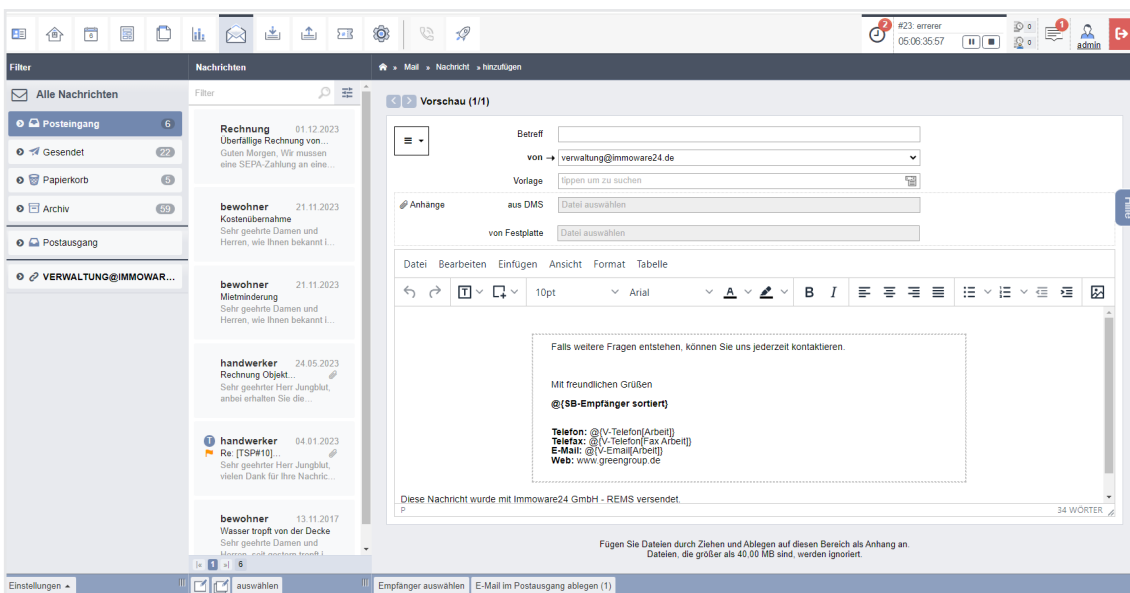 6
2
#23: errerer
05:06:35:57
0
0
1
admin
Filter
Nachrichten
» Mail » Nachricht » hinzufügen
Alle Nachrichten
Posteingang 6
Gesendet 22
Papierkorb 5
Archiv 59
Postausgang
VERWALTUNG@IMMOWAR...
Filter
Rechnung 01.12.2023
Überfällige Rechnung von...
Guten Morgen, Wir mussen
eine SEPA-Zahlung an eine...
bewohner 21.11.2023
Kostenübernahme
Sehr geehrte Damen und
Herren, wie Ihnen bekannt i...
bewohner 21.11.2023
Mietminderung
Sehr geehrte Damen und
Herren, wie Ihnen bekannt i...
handwerker 24.05.2023
Rechnung Objekt...
Sehr geehrter Herr Jungblut,
anbei erhalten Sie die...
T handwerker 04.01.2023
Re: [TSP#10]...
Sehr geehrter Herr Jungblut,
vielen Dank für Ihre Nachric...
bewohner 13.11.2017
Wasser tropft von der Decke
Sehr geehrte Damen und
Herren, seit gestern tropft i...
1 6
Vorschau (1/1)
Betreff
von → verwaltung@immoware24.de
Vorlage tippen um zu suchen
Anhänge aus DMS Datei auswählen
von Festplatte Datei auswählen
Hilfe
Datei Bearbeiten Einfügen Ansicht Format Tabelle
T 10pt Arial A B I
Falls weitere Fragen entstehen, können Sie uns jederzeit kontaktieren.
Mit freundlichen Grüßen
@{SB-Empfänger sortiert}
Telefon: @{V-Telefon[Arbeit]}
Telefax: @{V-Telefon[Fax Arbeit]}
E-Mail: @{V-Email[Arbeit]}
Web: www.greengroup.de
Diese Nachricht wurde mit Immoware24 GmbH - REMS versendet.
P 34 WÖRTER
Fügen Sie Dateien durch Ziehen und Ablegen auf diesen Bereich als Anhang an.
Dateien, die größer als 40,00 MB sind, werden ignoriert.
Einstellungen
auswählen
Empfänger auswählen
E-Mail im Postausgang ablegen (1)